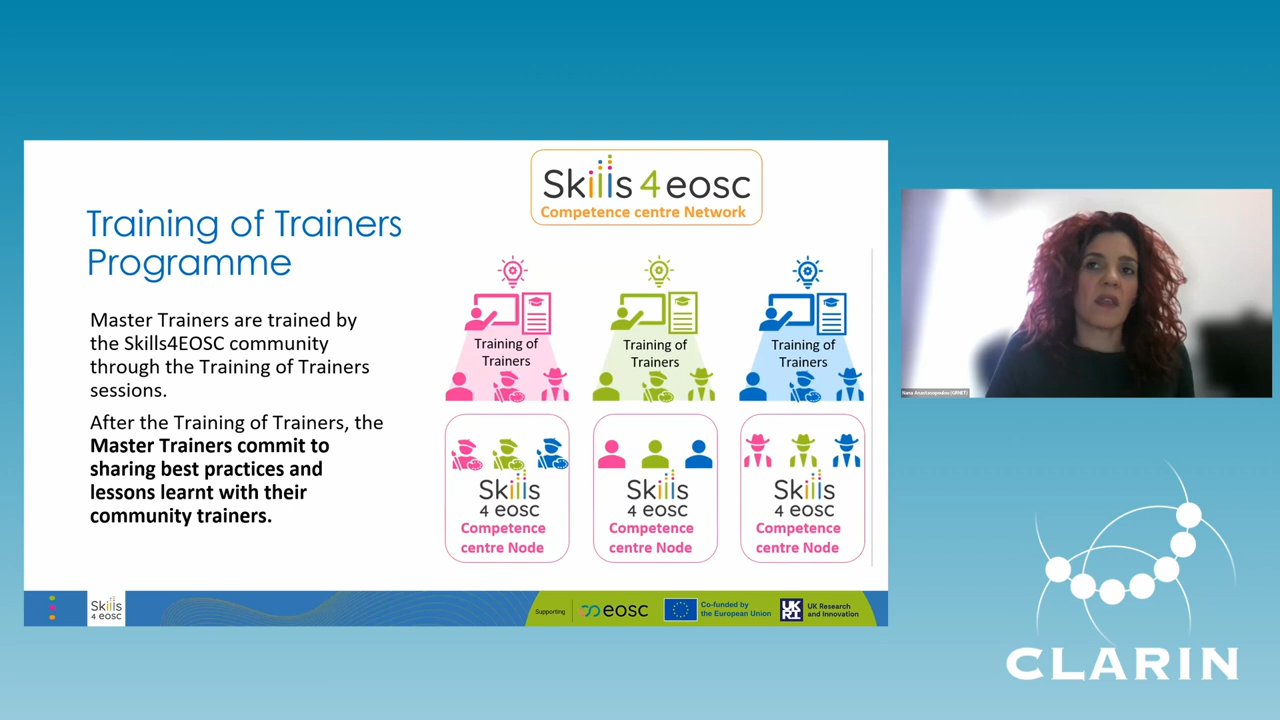 Skills 4 eosc
Competence centre Network
Training of Trainers
Programme
Master Trainers are trained by
the Skills4EOSC community
through the Training of Trainers
sessions.
After the Training of Trainers, the
Master Trainers commit to
sharing best practices and
lessons learnt with their
community trainers.
Training of
Trainers
Training of
Trainers
Training of
Trainers
Skills
4 eosc
Competence
centre Node
Skills
4 eosc
Competence
centre Node
Skills
4 eosc
Competence
centre Node
Skills
4 eosc
Supporting
eosc
Co-funded by
the European Union
UKRI
UK Research
and Innovation
CLARIN